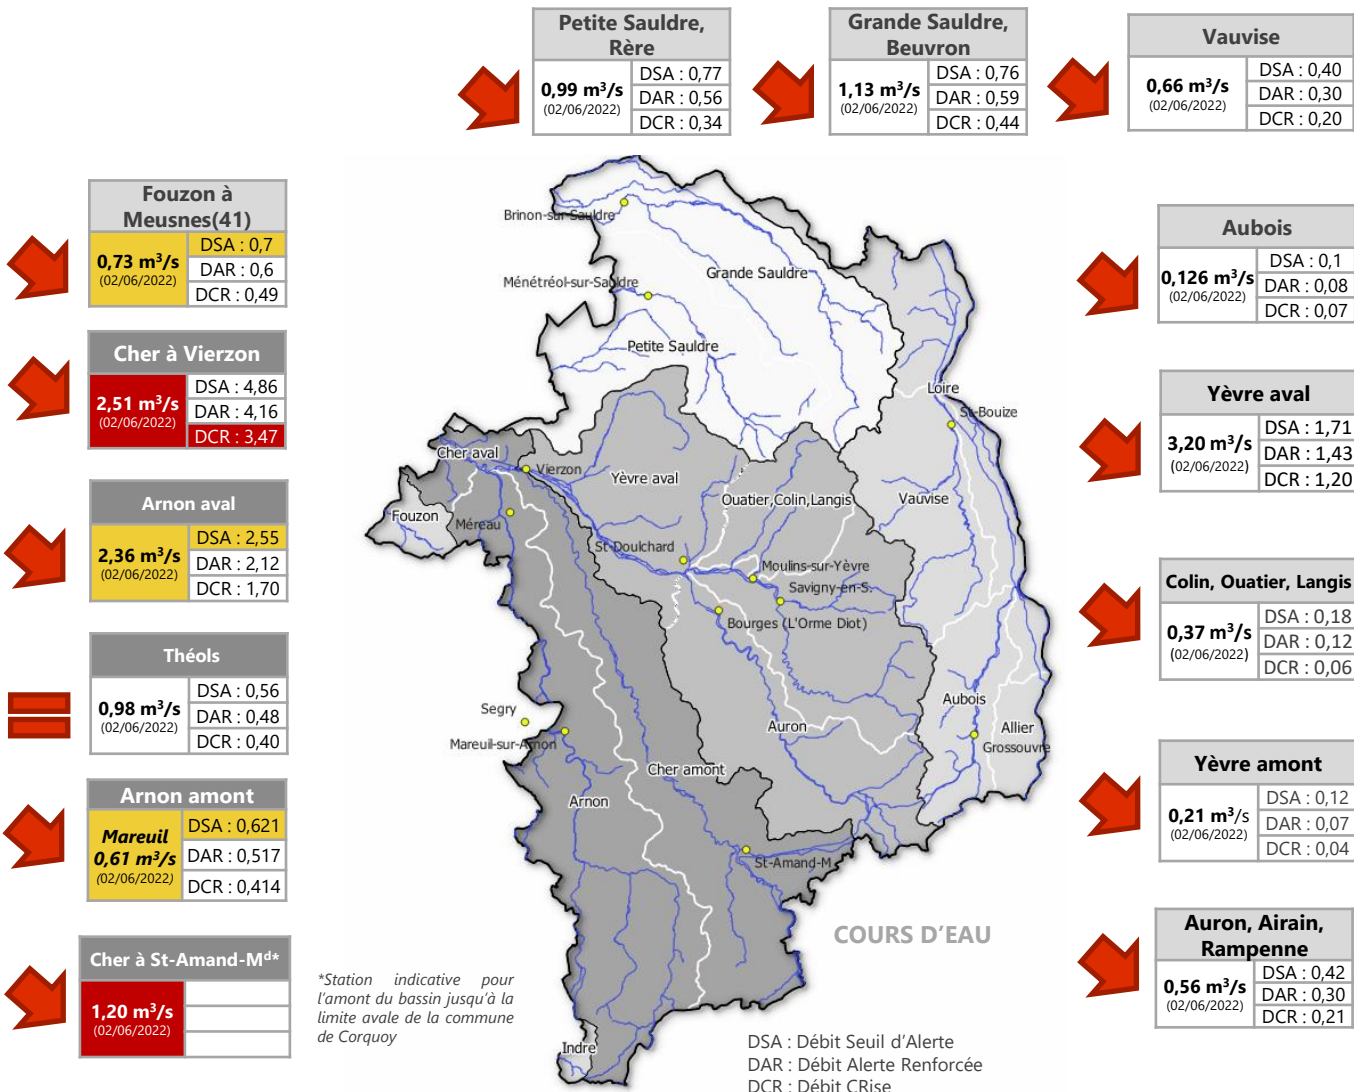 Petite Sauldre,
Rère
0,99 m³/s
(02/06/2022)
DSA : 0,77
DAR : 0,56
DCR : 0,34
Grande Sauldre,
Beuvron
1,13 m³/s
(02/06/2022)
DSA : 0,76
DAR : 0,59
DCR : 0,44
Vauvise
0,66 m³/s
(02/06/2022)
DSA : 0,40
DAR : 0,30
DCR : 0,20
Fouzon à
Meusnes(41)
0,73 m³/s
(02/06/2022)
DSA : 0,7
DAR : 0,6
DCR : 0,49
Cher à Vierzon
2,51 m³/s
(02/06/2022)
DSA : 4,86
DAR : 4,16
DCR : 3,47
Arnon aval
2,36 m³/s
(02/06/2022)
DSA : 2,55
DAR : 2,12
DCR : 1,70
Théols
0,98 m³/s
(02/06/2022)
DSA : 0,56
DAR : 0,48
DCR : 0,40
Arnon amont
Mareuil
0,61 m³/s
(02/06/2022)
DSA : 0,621
DAR : 0,517
DCR : 0,414
Cher à St-Amand-Mᵈ*
1,20 m³/s
(02/06/2022)
*Station indicative pour
l'amont du bassin jusqu'à la
limite avale de la commune
de Corquoy
Brinon-sur-Sauldre
Grande Sauldre
Ménétréol-sur-Sauldre
Petite Sauldre
Loire
St-Bouize
Cher aval
Vierzon
Yèvre aval
Ouatier,Colin,Langis
Vauvise
Fouzon
Méreau
St-Doulchard
Moulins-sur-Yèvre
Savigny-en-S.
Bourges (L'Orme Diot)
Segry
Mareuil-sur-Arnon
Auron
Aubois
Allier
Grossouvre
Cher amont
Arnon
St-Amand-M
Indre
COURS D'EAU
DSA : Débit Seuil d'Alerte
DAR : Débit Alerte Renforcée
DCR : Débit CRise
Aubois
0,126 m³/s
(02/06/2022)
DSA : 0,1
DAR : 0,08
DCR : 0,07
Yèvre aval
3,20 m³/s
(02/06/2022)
DSA : 1,71
DAR : 1,43
DCR : 1,20
Colin, Ouatier, Langis
0,37 m³/s
(02/06/2022)
DSA : 0,18
DAR : 0,12
DCR : 0,06
Yèvre amont
0,21 m³/s
(02/06/2022)
DSA : 0,12
DAR : 0,07
DCR : 0,04
Auron, Airain,
Rampenne
0,56 m³/s
(02/06/2022)
DSA : 0,42
DAR : 0,30
DCR : 0,21